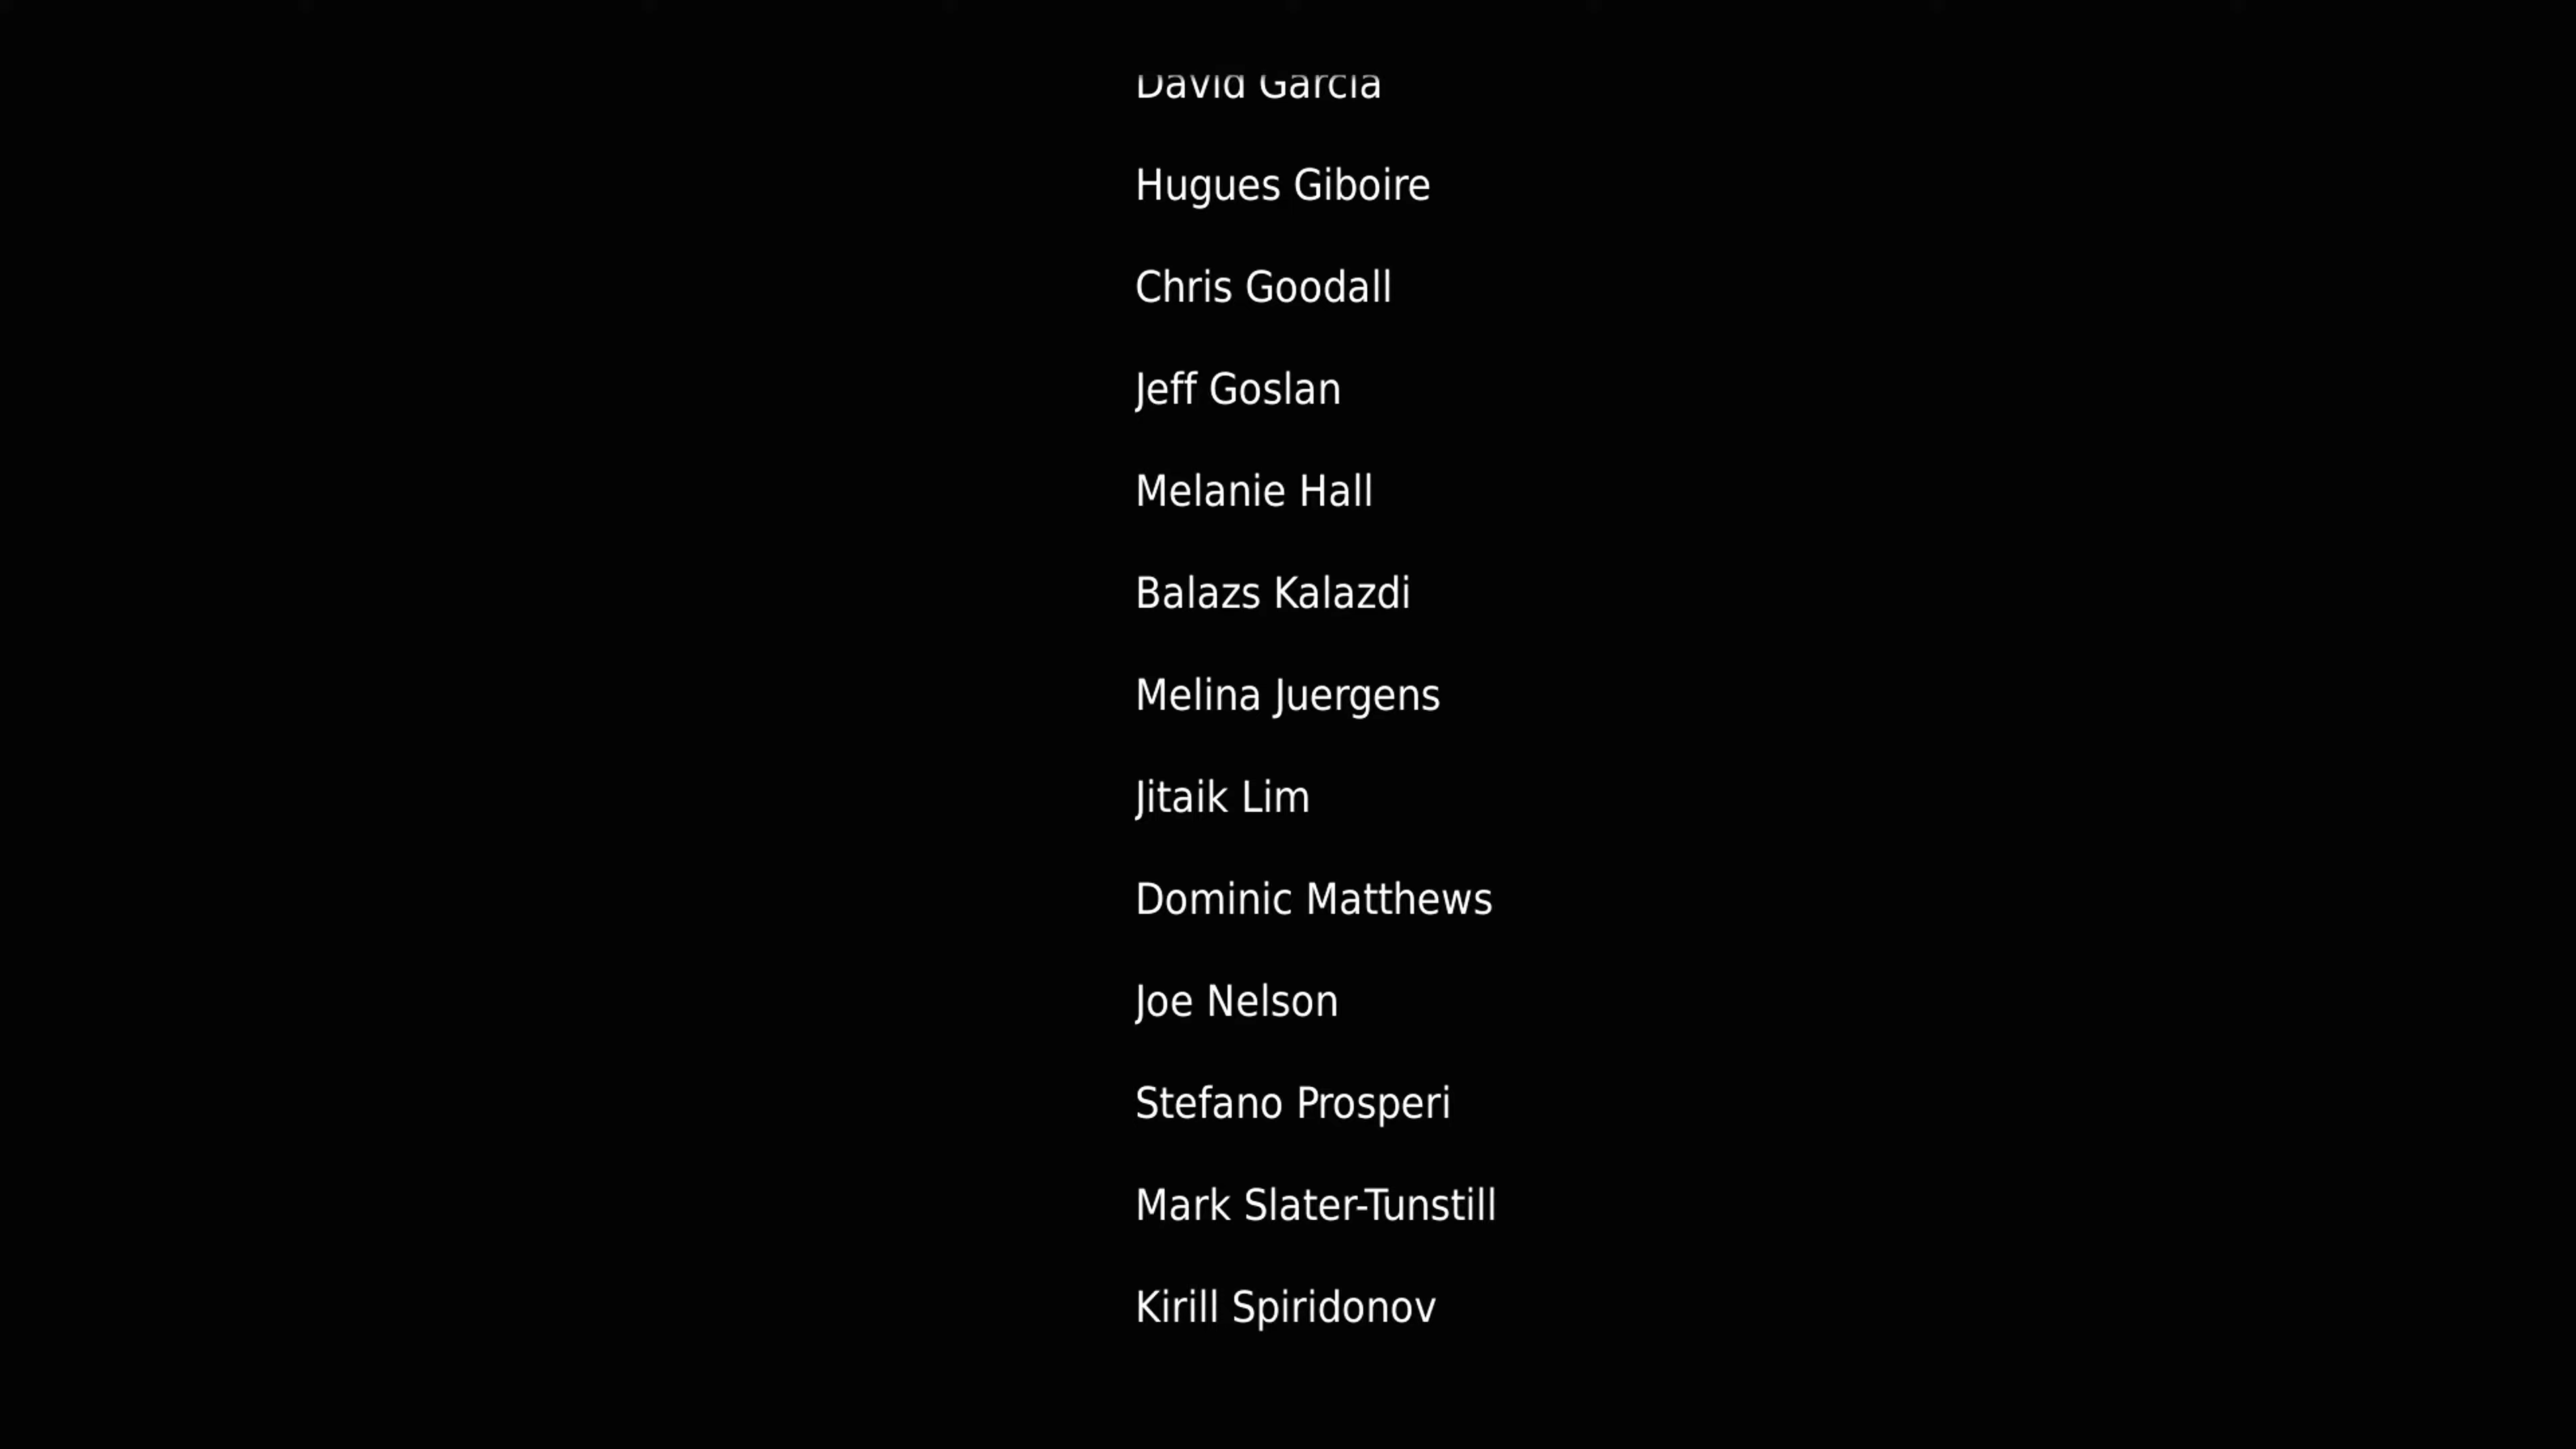 David Garcia
Hugues Giboire
Chris Goodall
Jeff Goslan
Melanie Hall
Balazs Kalazdi
Melina Juergens
Jitaik Lim
Dominic Matthews
Joe Nelson
Stefano Prosperi
Mark Slater-Tunstill
Kirill Spiridonov